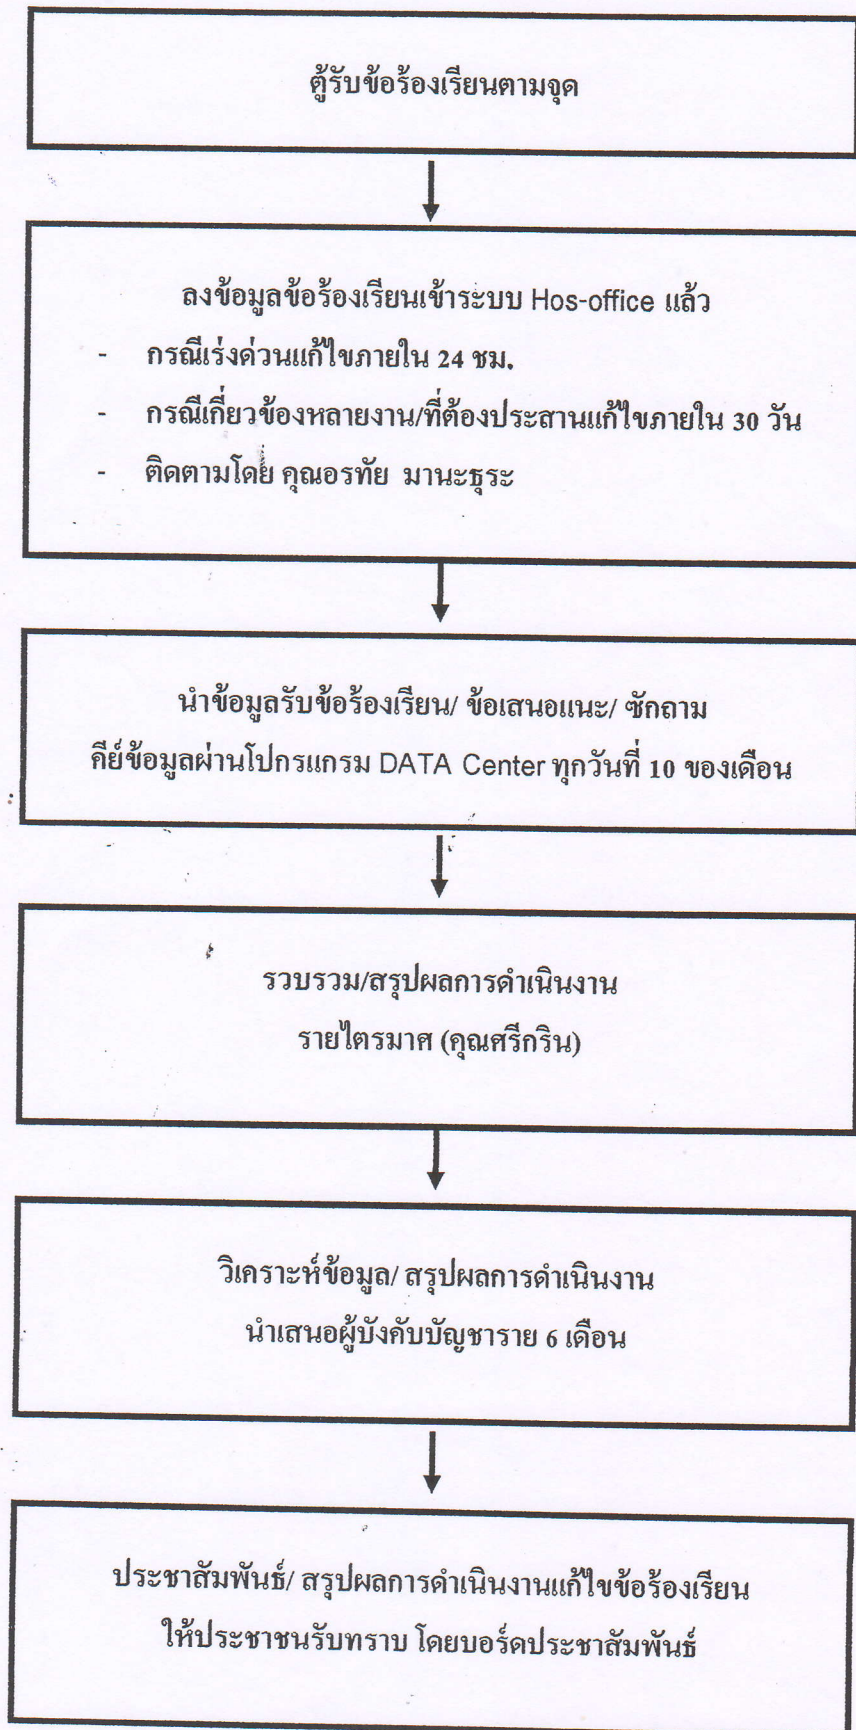 ตู้รับข้อร้องเรียนตามจุด
ลงข้อมูลข้อร้องเรียนเข้าระบบ Hos-office แล้ว
- กรณีเร่งด่วนแก้ไขภายใน 24 ชม.
- กรณีเกี่ยวข้องหลายงาน/ที่ต้องประสานแก้ไขภายใน 30 วัน
- ติดตามโดย คุณอรทัย มานะธุระ
นำข้อมูลรับข้อร้องเรียน/ ข้อเสนอแนะ/ ซักถาม
คีย์ข้อมูลผ่านโปกรแกรม DATA Center ทุกวันที่ 10 ของเดือน
รวบรวม/สรุปผลการดำเนินงาน
รายไตรมาศ (คุณศรีกริน)
วิเคราะห์ข้อมูล/ สรุปผลการดำเนินงาน
นำเสนอผู้บังคับบัญชาราย 6 เดือน
ประชาสัมพันธ์/ สรุปผลการดำเนินงานแก้ไขข้อร้องเรียน
ให้ประชาชนรับทราบ โดยบอร์ดประชาสัมพันธ์